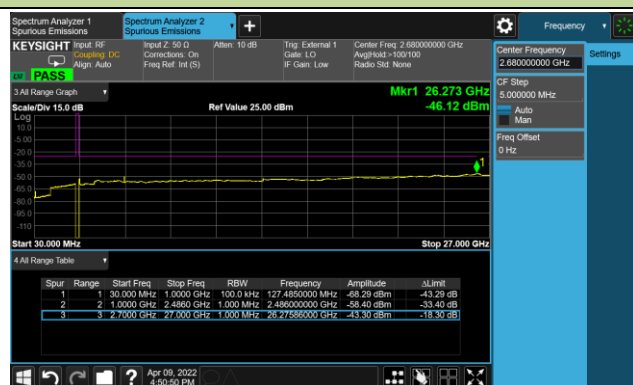 Spectrum Analyzer 1
Spurious Emissions
Spectrum Analyzer 2
Spurious Emissions
Frequency
KEYSIGHT
Input: RF
Coupling: DC
Align: Auto
Input Z: 50 Ω
Corrections: On
Freq Ref: Int (S)
Atten: 10 dB
Trig: External 1
Gate: LO
IF Gain: Low
Center Freq: 2.680000000 GHz
Avg|Hold:>100/100
Radio Std: None
PASS
Center Frequency
2.680000000 GHz
Settings
CF Step
5.000000 MHz
Auto
Man
Freq Offset
0 Hz
3 All Range Graph
Mkr1 26.273 GHz
Scale/Div 15.0 dB
Ref Value 25.00 dBm
-46.12 dBm
Log
10.0
-5.00
-20.0
-35.0
-50.0
-65.0
-80.0
-95.0
-110
1
Start 30.000 MHz
Stop 27.000 GHz
4 All Range Table
Spur Range Start Freq Stop Freq RBW Frequency Amplitude ΔLimit
1 1 30.000 MHz 1.0000 GHz 100.0 kHz 127.4850000 MHz -68.29 dBm -43.29 dB
2 2 1.0000 GHz 2.4860 GHz 1.000 MHz 2.486000000 GHz -58.40 dBm -33.40 dB
3 3 2.7000 GHz 27.000 GHz 1.000 MHz 26.27586000 GHz -43.30 dBm -18.30 dB
Apr 09, 2022
4:50:50 PM